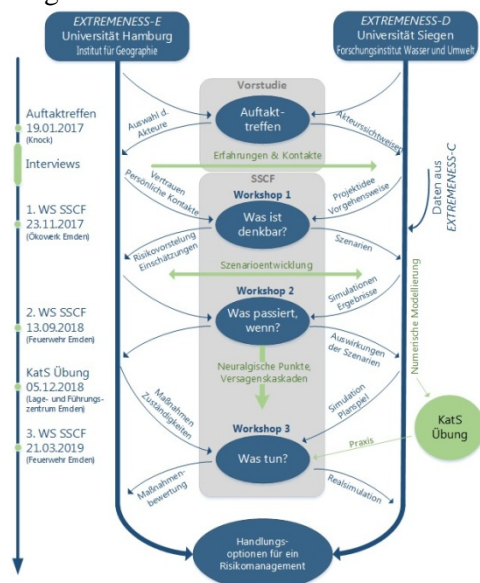 EXTREMENESS-E
Universität Hamburg
Institut für Geographie
EXTREMENESS-D
Universität Siegen
Forschungsinstitut Wasser und Umwelt
Vorstudie
Auftakt-
treffen
Auswahl d.
Akteure
Akteurssichtweisen
Auftakttreffen
19.01.2017
(Knock)
Interviews
Erfahrungen & Kontakte
SSCF
Daten aus
EXTREMENESS-C
Vertrauen
Persönliche Kontakte
Workshop 1
Was ist
denkbar?
Projektidee
Vorgehensweise
1. WS SSCF
23.11.2017
(Ökowerk Emden)
Risikovorstelung
Einschätzungen
Szenarien
Szenarioentwicklung
Numerische Modellierung
Workshop 2
Was passiert,
wenn?
Simulationen
Ergebnisse
2. WS SSCF
13.09.2018
(Feuerwehr Emden)
Auswirkungen
der Szenarien
Neuralgische Punkte,
Versagenskaskaden
KatS Übung
05.12.2018
(Lage- und Führungs-
zentrum Emden)
Maßnahmen
Zuständigkeiten
Simulation
Planspiel
KatS
Übung
Workshop 3
Was tun?
Praxis
3. WS SSCF
21.03.2019
(Feuerwehr Emden)
Maßnahmen-
bewertung
Realsimulation
Handlungs-
optionen für ein
Risikomanagement